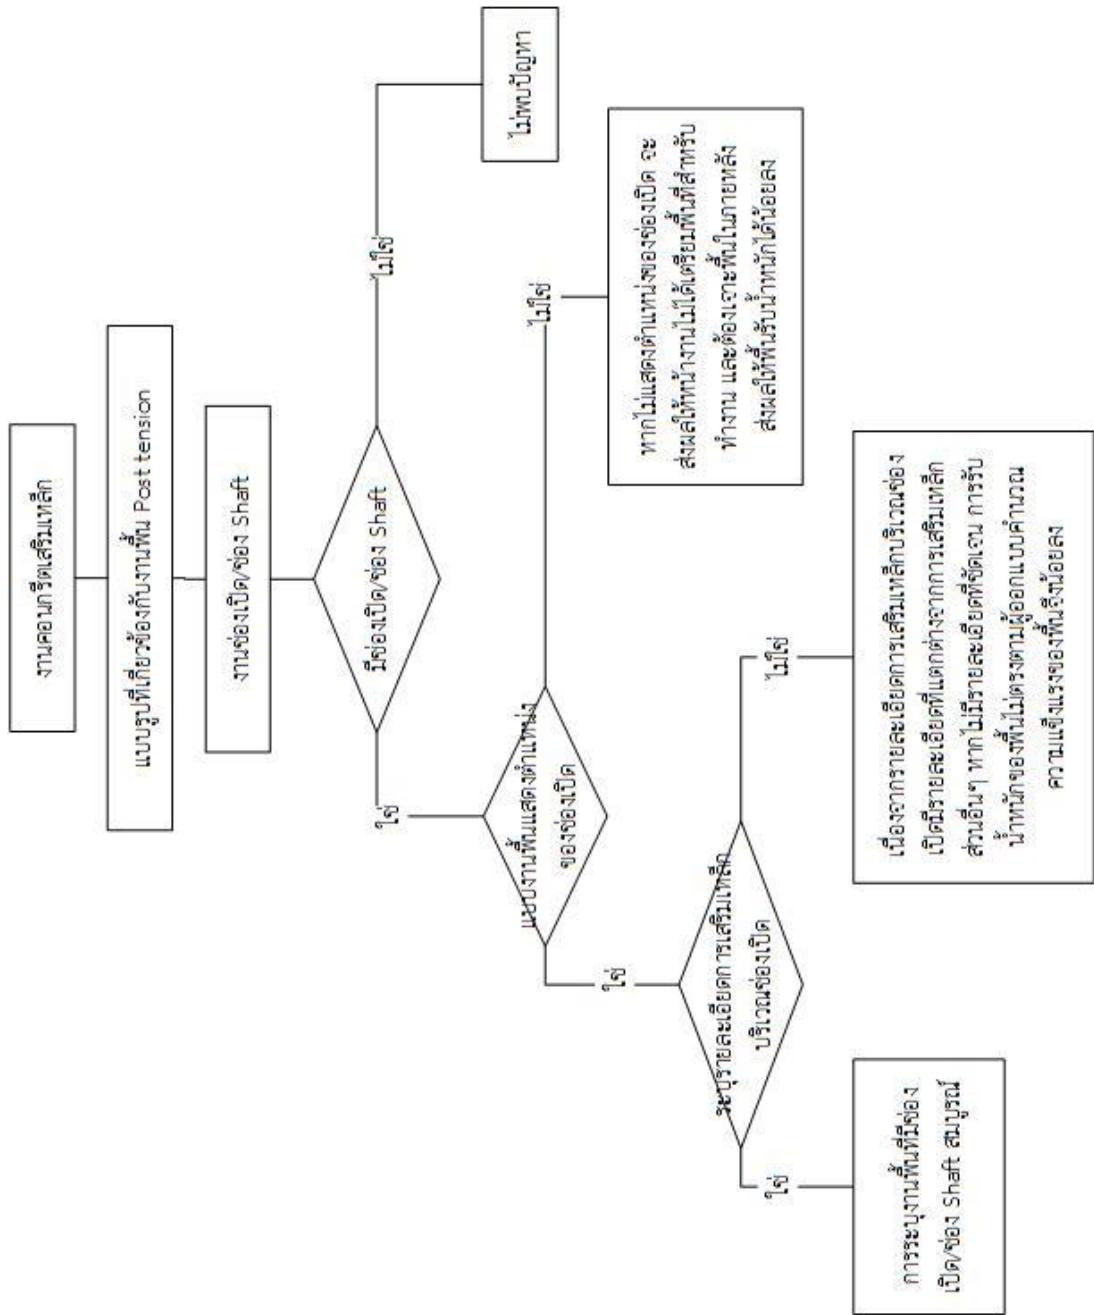 งานคอนกรีตเสริมเหล็ก
แบบรูปที่เกี่ยวข้องกับงานพื้น Post tension
งานช่องเปิด/ช่อง Shaft
มีช่องเปิด/ช่อง Shaft
ใช่
ไม่ใช่
ไม่พบปัญหา
แบบงานพื้นแสดงตำแหน่ง
ของช่องเปิด
ใช่
ไม่ใช่
หากไม่แสดงตำแหน่งของช่องเปิด จะ
ส่งผลให้หน้างานไม่ได้เตรียมพื้นที่สำหรับ
ทำงาน และต้องเจาะพื้นในภายหลัง
ส่งผลให้พื้นรับน้ำหนักได้น้อยลง
ระบุรายละเอียดการเสริมเหล็ก
บริเวณช่องเปิด
ใช่
ไม่ใช่
การระบุงานพื้นที่มีช่อง
เปิด/ช่อง Shaft สมบูรณ์
เนื่องจากรายละเอียดการเสริมเหล็กบริเวณช่อง
เปิดมีรายละเอียดที่แตกต่างจากการเสริมเหล็ก
ส่วนอื่นๆ หากไม่มีรายละเอียดที่ชัดเจน การรับ
น้ำหนักของพื้นไม่ตรงตามผู้ออกแบบคำนวณ
ความแข็งแรงของพื้นจึงน้อยลง